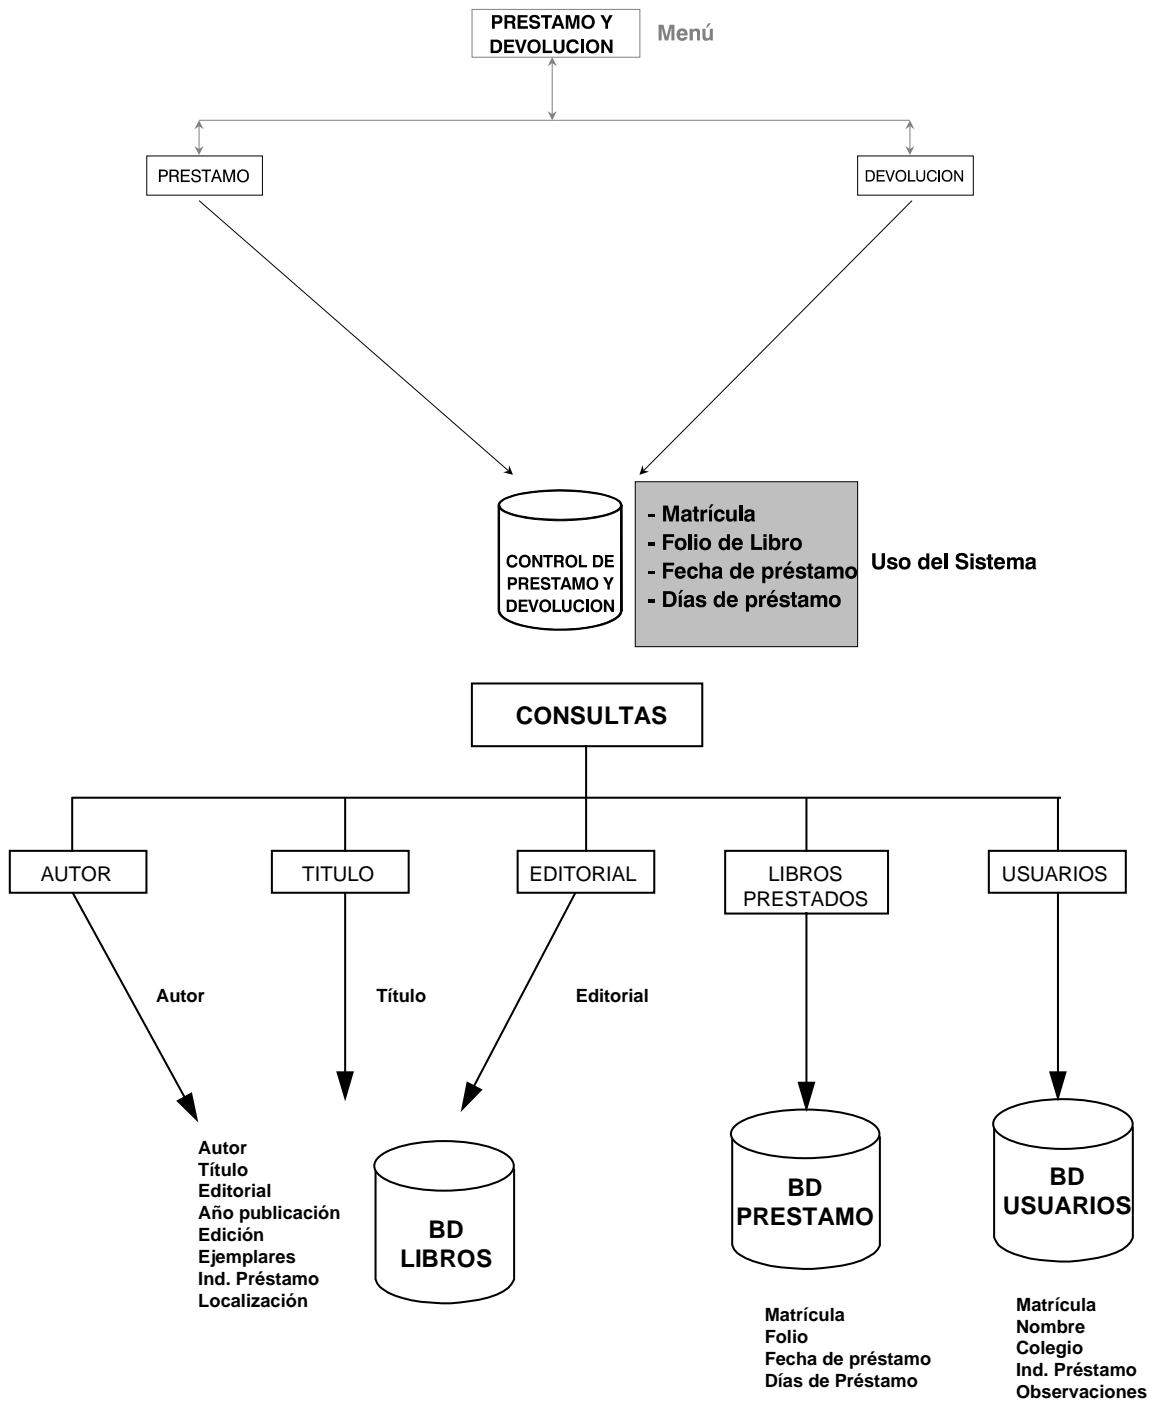 PRESTAMO Y
DEVOLUCION
Menú
PRESTAMO
DEVOLUCION
CONTROL DE
PRESTAMO Y
DEVOLUCION
- Matrícula
- Folio de Libro
- Fecha de préstamo
- Días de préstamo
Uso del Sistema
CONSULTAS
AUTOR
TITULO
EDITORIAL
LIBROS
PRESTADOS
USUARIOS
Autor
Título
Editorial
Autor
Título
Editorial
Año publicación
Edición
Ejemplares
Ind. Préstamo
Localización
BD
LIBROS
BD
PRESTAMO
BD
USUARIOS
Matrícula
Folio
Fecha de préstamo
Días de Préstamo
Matrícula
Nombre
Colegio
Ind. Préstamo
Observaciones